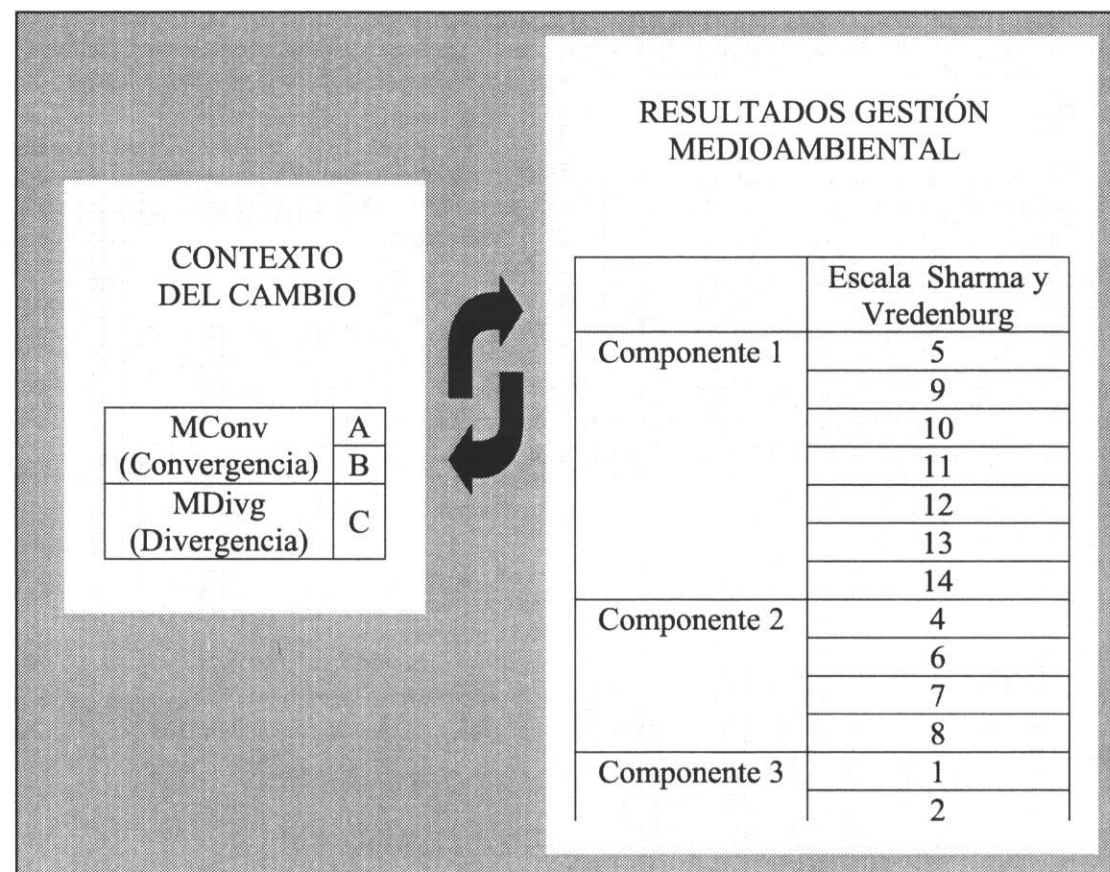 CONTEXTO
DEL CAMBIO
MConv
(Convergencia)
A
B
MDivg
(Divergencia)
C
RESULTADOS GESTIÓN
MEDIOAMBIENTAL
Escala Sharma y
Vredenburg
Componente 1
5
9
10
11
12
13
14
Componente 2
4
6
7
8
Componente 3
1
2